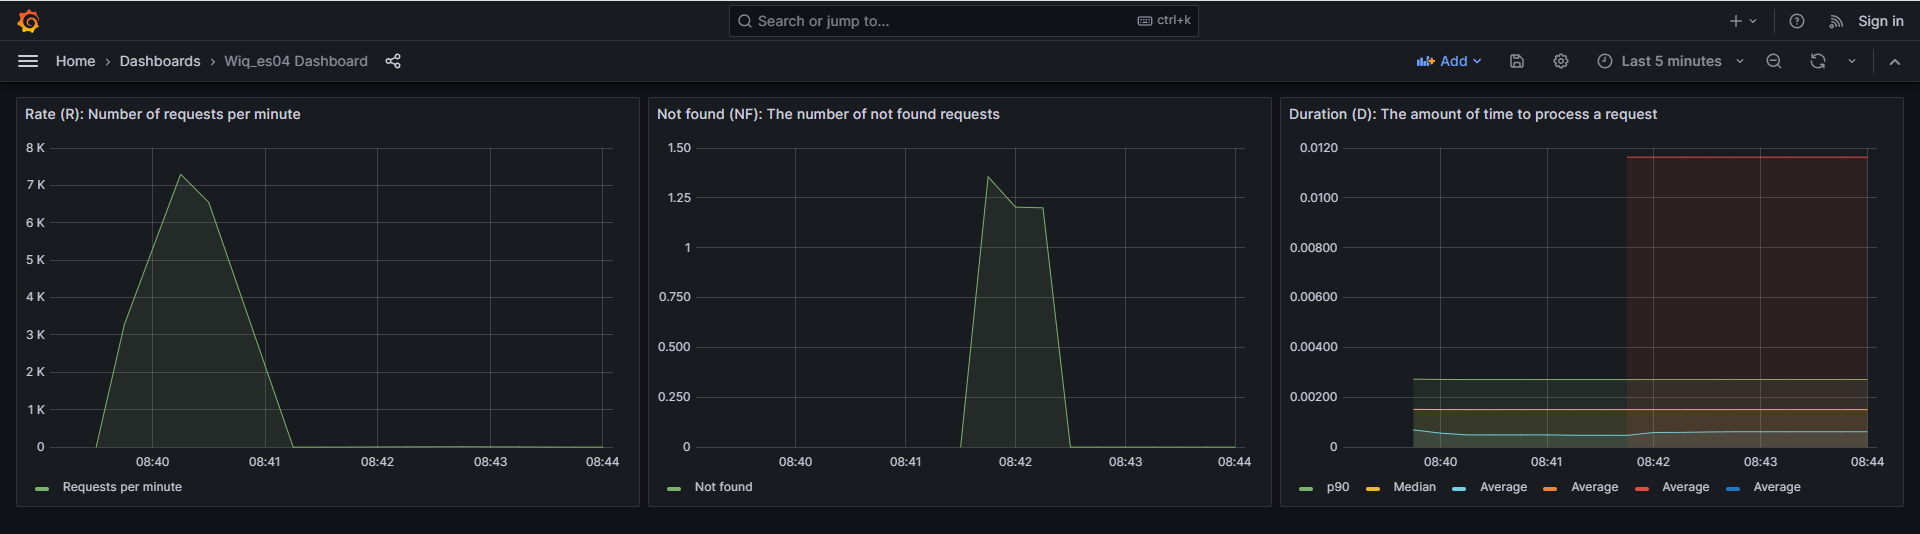 Search or jump to... ctrl+k Sign in
Home › Dashboards › Wiq_es04 Dashboard Add Last 5 minutes
Rate (R): Number of requests per minute
8 K
7 K
6 K
5 K
4 K
3 K
2 K
1 K
0
08:40 08:41 08:42 08:43 08:44
Requests per minute
Not found (NF): The number of not found requests
1.50
1.25
1
0.750
0.500
0.250
0
08:40 08:41 08:42 08:43 08:44
Not found
Duration (D): The amount of time to process a request
0.0120
0.0100
0.00800
0.00600
0.00400
0.00200
0
08:40 08:41 08:42 08:43 08:44
p90 Median Average Average Average Average